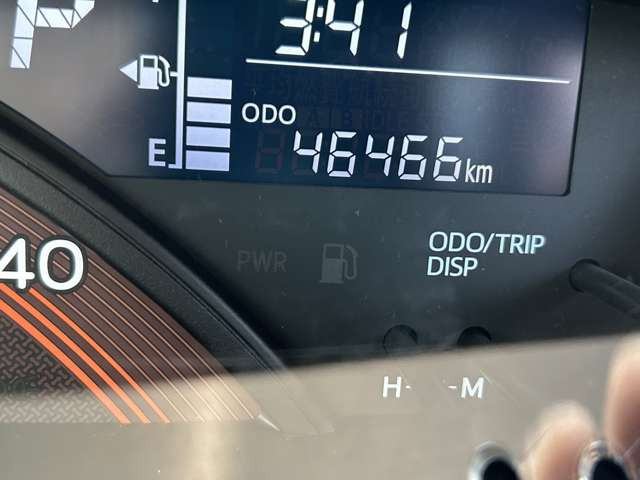 P
3:41
ODO
E
46466km
ODO/TRIP
DISP
PWR
40
H-
-M